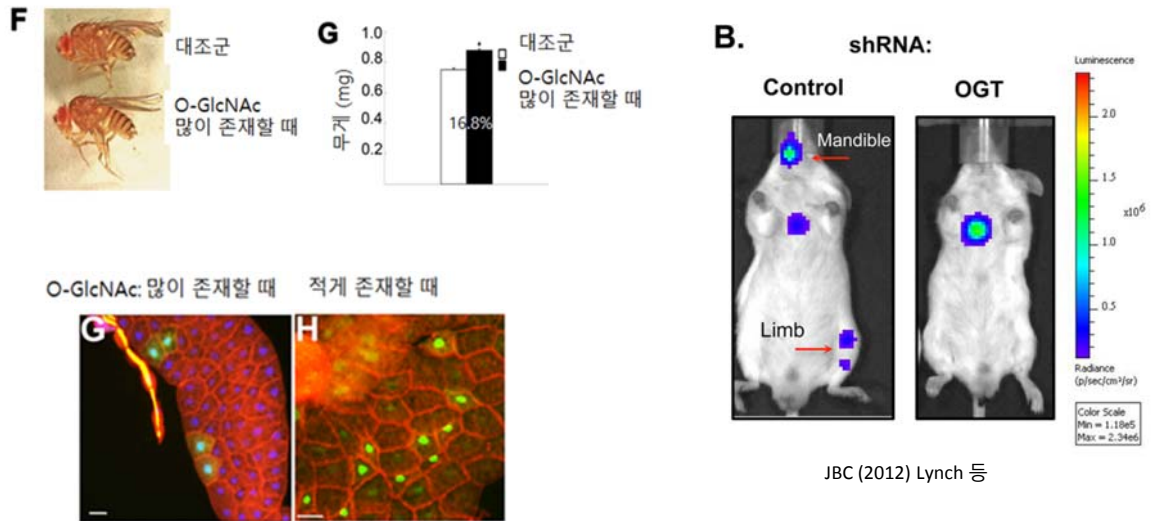 F
대조군
O-GlcNAc
많이 존재할 때
G
1.0
0.8
0.6
0.4
0.2
무게 (mg)
16.8%
대조군
O-GlcNAc
많이 존재할 때
O-GlcNAc: 많이 존재할 때 적게 존재할 때
G
H
B.
shRNA:
Control
OGT
Mandible
Limb
Luminescence
2.0
1.5
x10⁶
1.0
0.5
Radiance
(p/sec/cm²/sr)
Color Scale
Min = 1.18e5
Max = 2.34e6
JBC (2012) Lynch 등